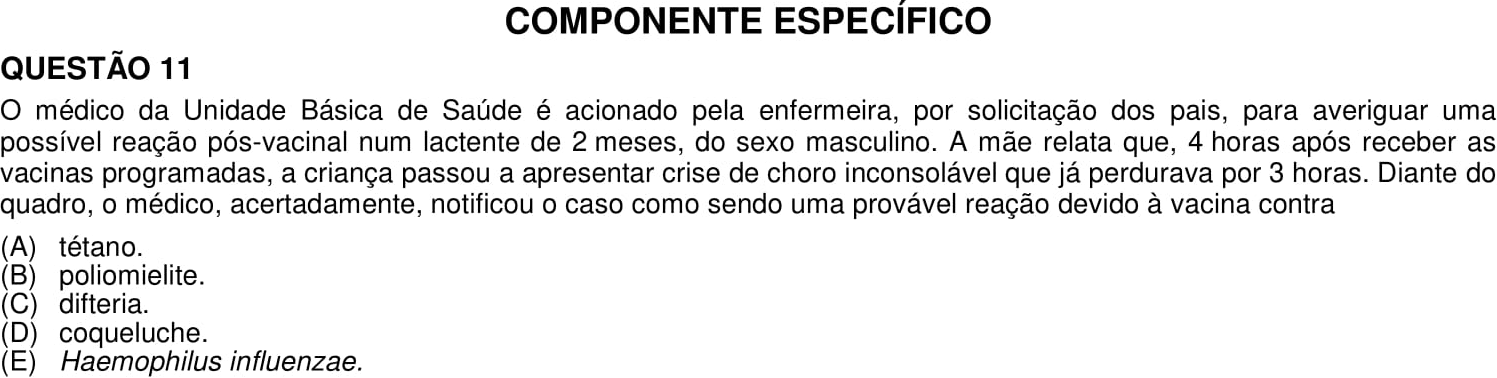 COMPONENTE ESPECÍFICO
QUESTÃO 11
O médico da Unidade Básica de Saúde é acionado pela enfermeira, por solicitação dos pais, para averiguar uma
possível reação pós-vacinal num lactente de 2 meses, do sexo masculino. A mãe relata que, 4 horas após receber as
vacinas programadas, a criança passou a apresentar crise de choro inconsolável que já perdurava por 3 horas. Diante do
quadro, o médico, acertadamente, notificou o caso como sendo uma provável reação devido à vacina contra
(A) tétano.
(B) poliomielite.
(C) difteria.
(D) coqueluche.
(E) Haemophilus influenzae.